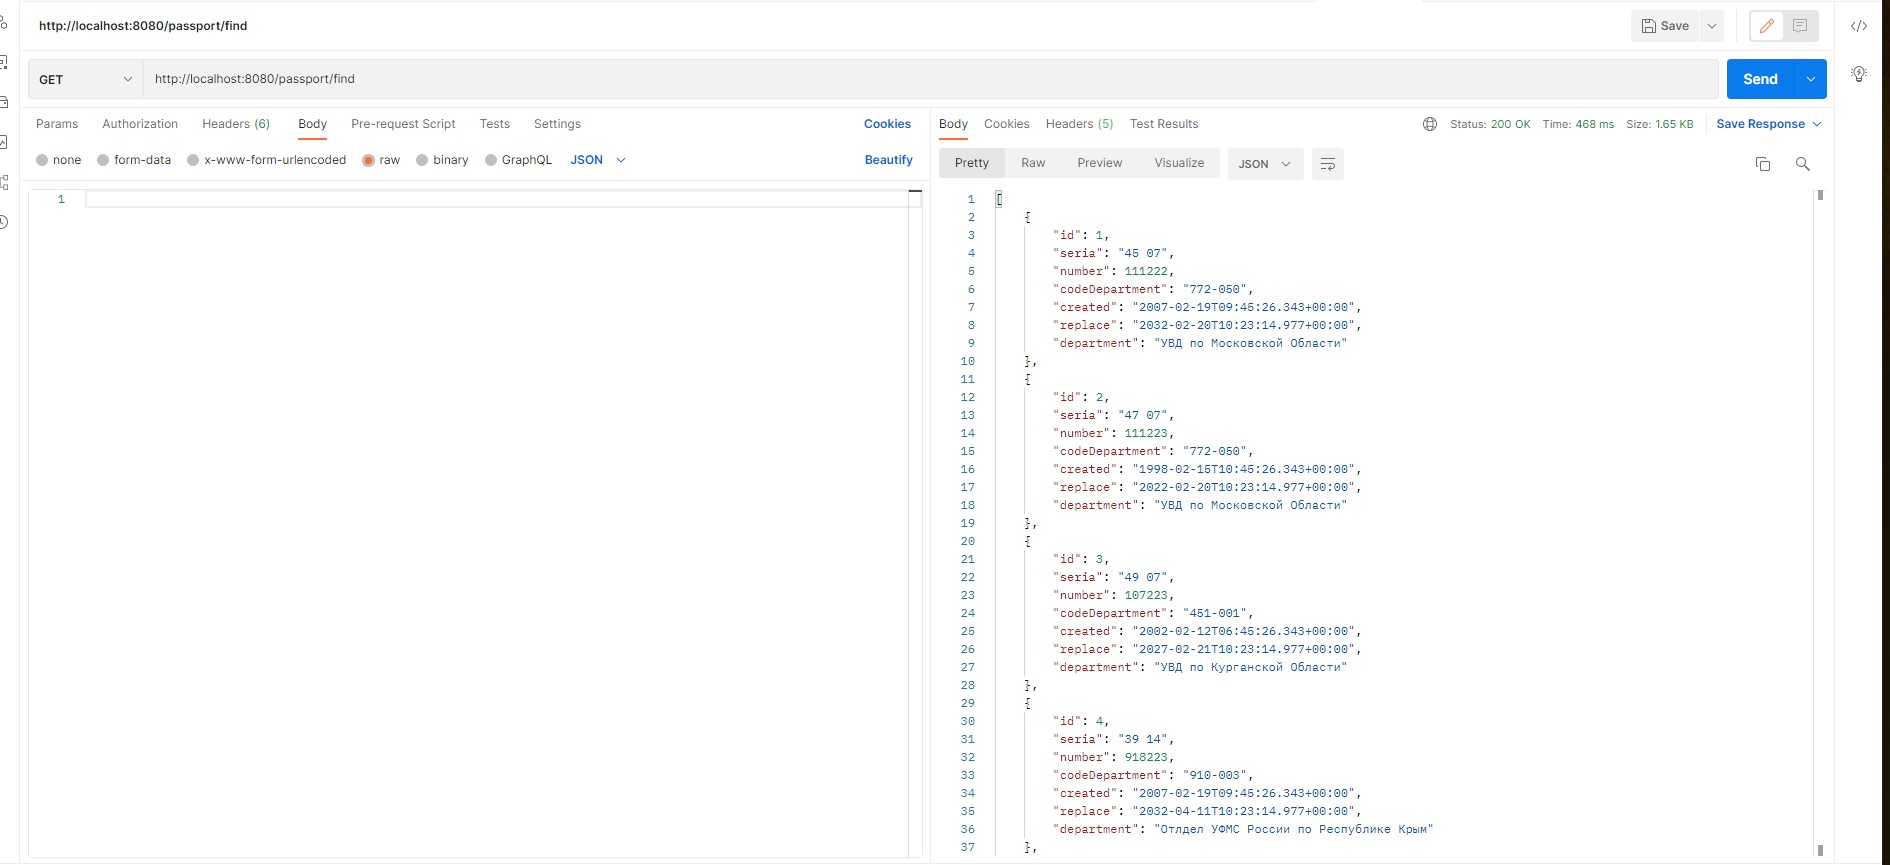 http://localhost:8080/passport/find
Save
GET http://localhost:8080/passport/find Send
Params Authorization Headers (6) Body Pre-request Script Tests Settings Cookies
none form-data x-www-form-urlencoded raw binary GraphQL JSON Beautify
1
Body Cookies Headers (5) Test Results Status: 200 OK Time: 468 ms Size: 1.65 KB Save Response
Pretty Raw Preview Visualize JSON
1 [
2 {
3 "id": 1,
4 "seria": "45 07",
5 "number": 111222,
6 "codeDepartment": "772-050",
7 "created": "2007-02-19T09:45:26.343+00:00",
8 "replace": "2032-02-20T10:23:14.977+00:00",
9 "department": "УВД по Московской Области"
10 },
11 {
12 "id": 2,
13 "seria": "47 07",
14 "number": 111223,
15 "codeDepartment": "772-050",
16 "created": "1998-02-15T10:45:26.343+00:00",
17 "replace": "2022-02-20T10:23:14.977+00:00",
18 "department": "УВД по Московской Области"
19 },
20 {
21 "id": 3,
22 "seria": "49 07",
23 "number": 107223,
24 "codeDepartment": "451-001",
25 "created": "2002-02-12T06:45:26.343+00:00",
26 "replace": "2027-02-21T10:23:14.977+00:00",
27 "department": "УВД по Курганской Области"
28 },
29 {
30 "id": 4,
31 "seria": "39 14",
32 "number": 918223,
33 "codeDepartment": "910-003",
34 "created": "2007-02-19T09:45:26.343+00:00",
35 "replace": "2032-04-11T10:23:14.977+00:00",
36 "department": "Отлдел УФМС России по Республике Крым"
37 },